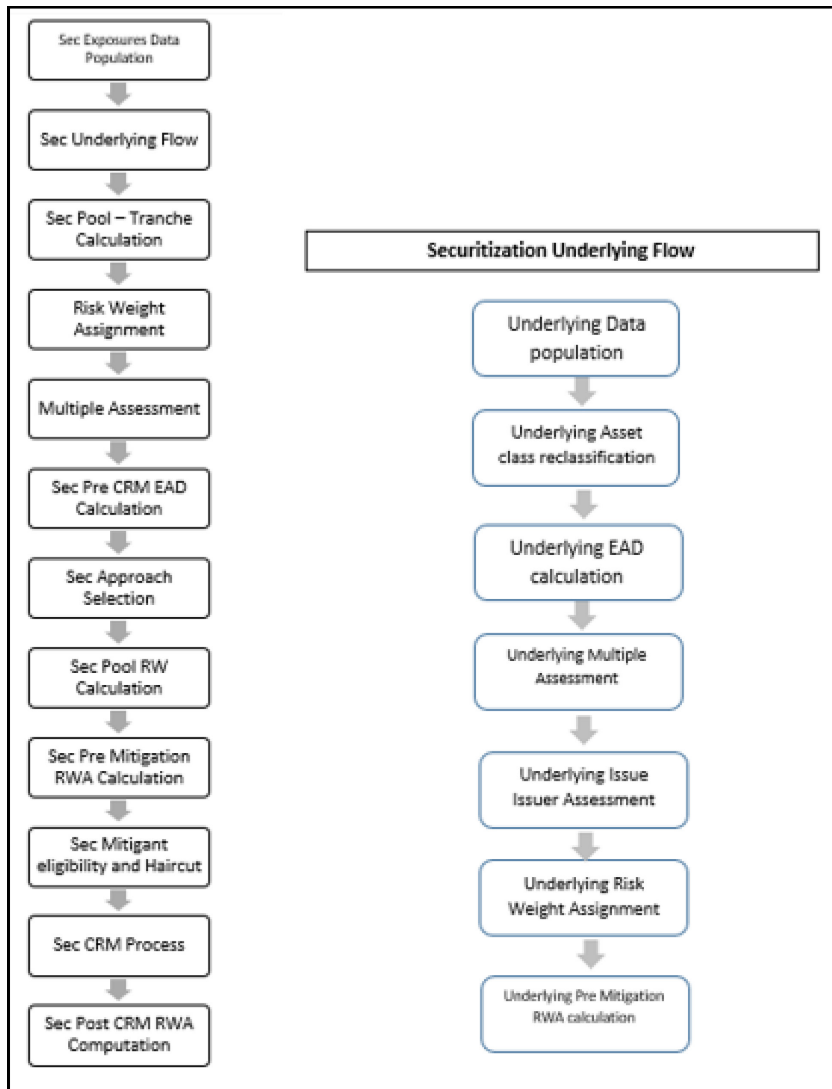 Sec Exposures Data
Population
Sec Underlying Flow
Sec Pool – Tranche
Calculation
Risk Weight
Assignment
Multiple Assessment
Sec Pre CRM EAD
Calculation
Sec Approach
Selection
Sec Pool RW
Calculation
Sec Pre Mitigation
RWA Calculation
Sec Mitigant
eligibility and Haircut
Sec CRM Process
Sec Post CRM RWA
Computation
Securitization Underlying Flow
Underlying Data
population
Underlying Asset
class reclassification
Underlying EAD
calculation
Underlying Multiple
Assessment
Underlying Issue
Issuer Assessment
Underlying Risk
Weight Assignment
Underlying Pre Mitigation
RWA calculation